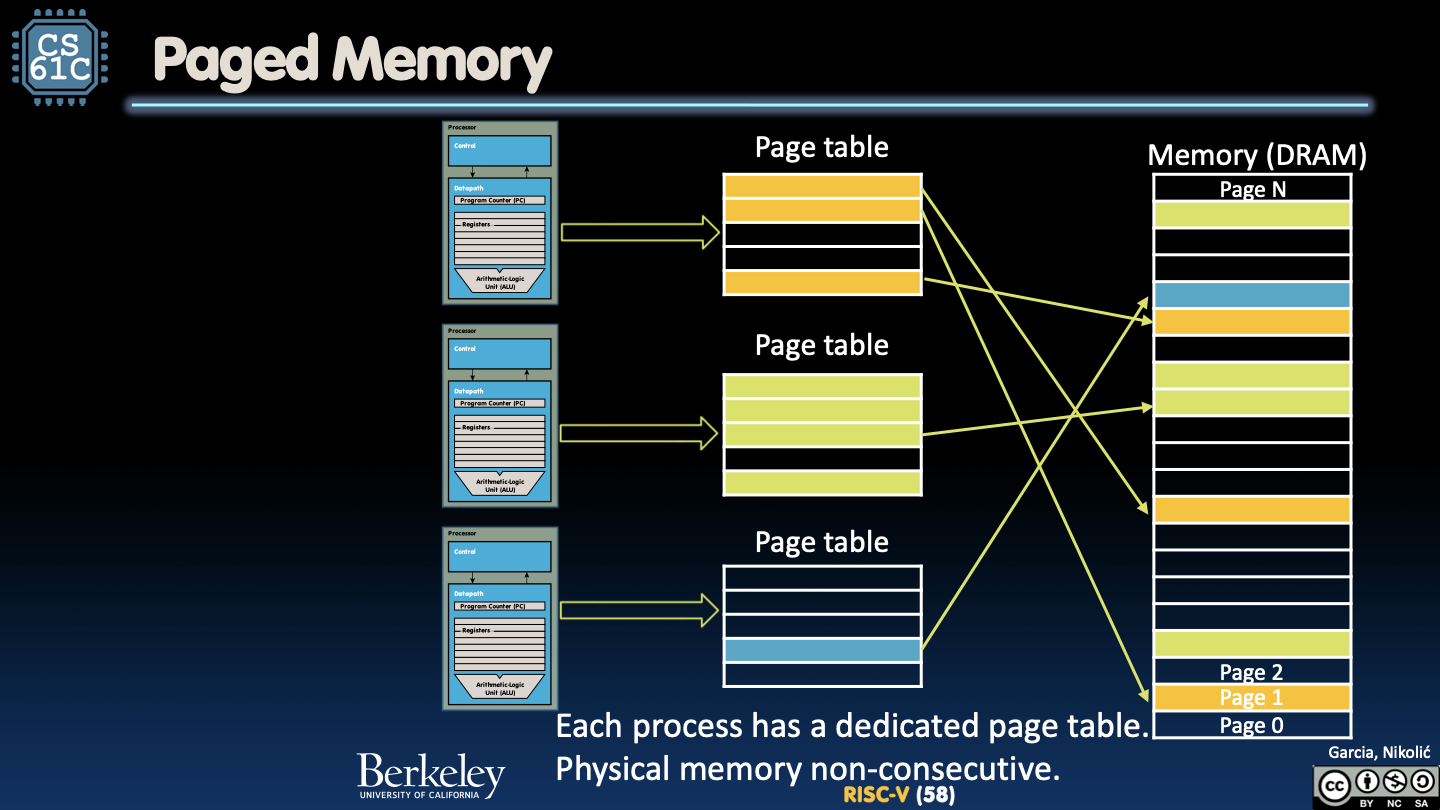 CS
61C
Paged Memory
Processor
Control
Datapath
Program Counter (PC)
Registers
Arithmetic-Logic
Unit (ALU)
Processor
Control
Datapath
Program Counter (PC)
Registers
Arithmetic-Logic
Unit (ALU)
Processor
Control
Datapath
Program Counter (PC)
Registers
Arithmetic-Logic
Unit (ALU)
Page table
Page table
Page table
Memory (DRAM)
Page N
Page 2
Page 1
Page 0
Each process has a dedicated page table.
Physical memory non-consecutive.
Berkeley
UNIVERSITY OF CALIFORNIA
RISC-V (58)
Garcia, Nikolić
cc
BY NC SA